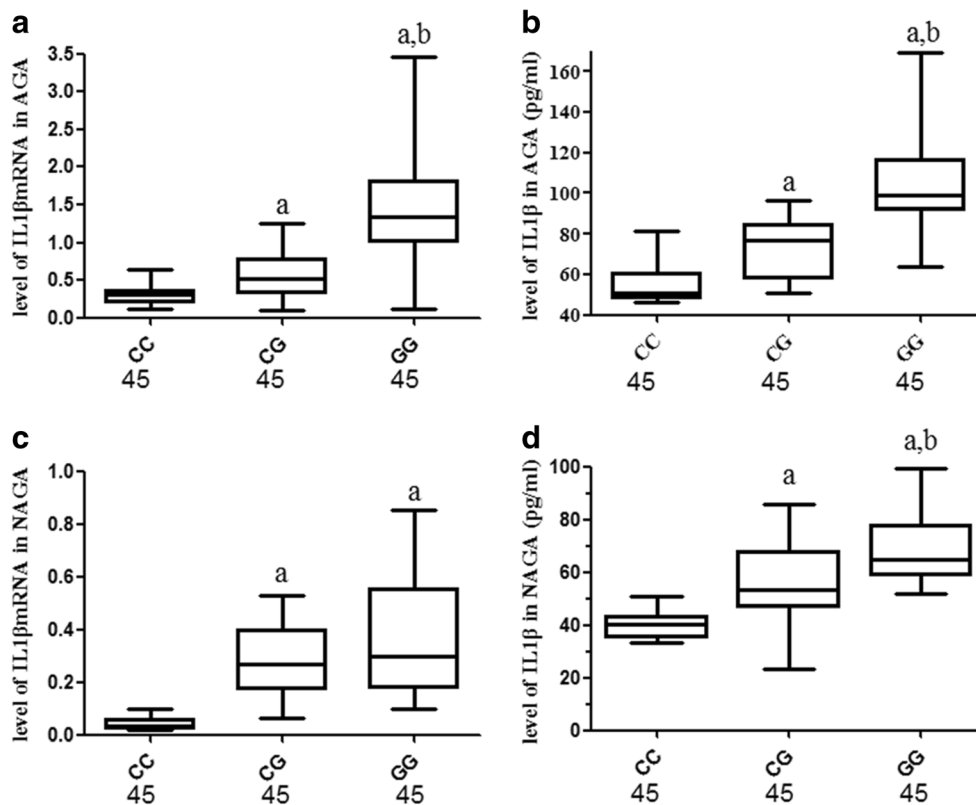 a
level of IL1βmRNA in AGA
3.5
3.0
2.5
2.0
1.5
1.0
0.5
0.0
a
a,b
CC
CG
GG
45
45
45
b
level of IL1β in AGA (pg/ml)
160
140
120
100
80
60
40
a
a,b
CC
CG
GG
45
45
45
c
level of IL1βmRNA in NAGA
1.0
0.8
0.6
0.4
0.2
0.0
a
a
CC
CG
GG
45
45
45
d
level of IL1β in NAGA (pg/ml)
100
80
60
40
20
0
a
a,b
CC
CG
GG
45
45
45